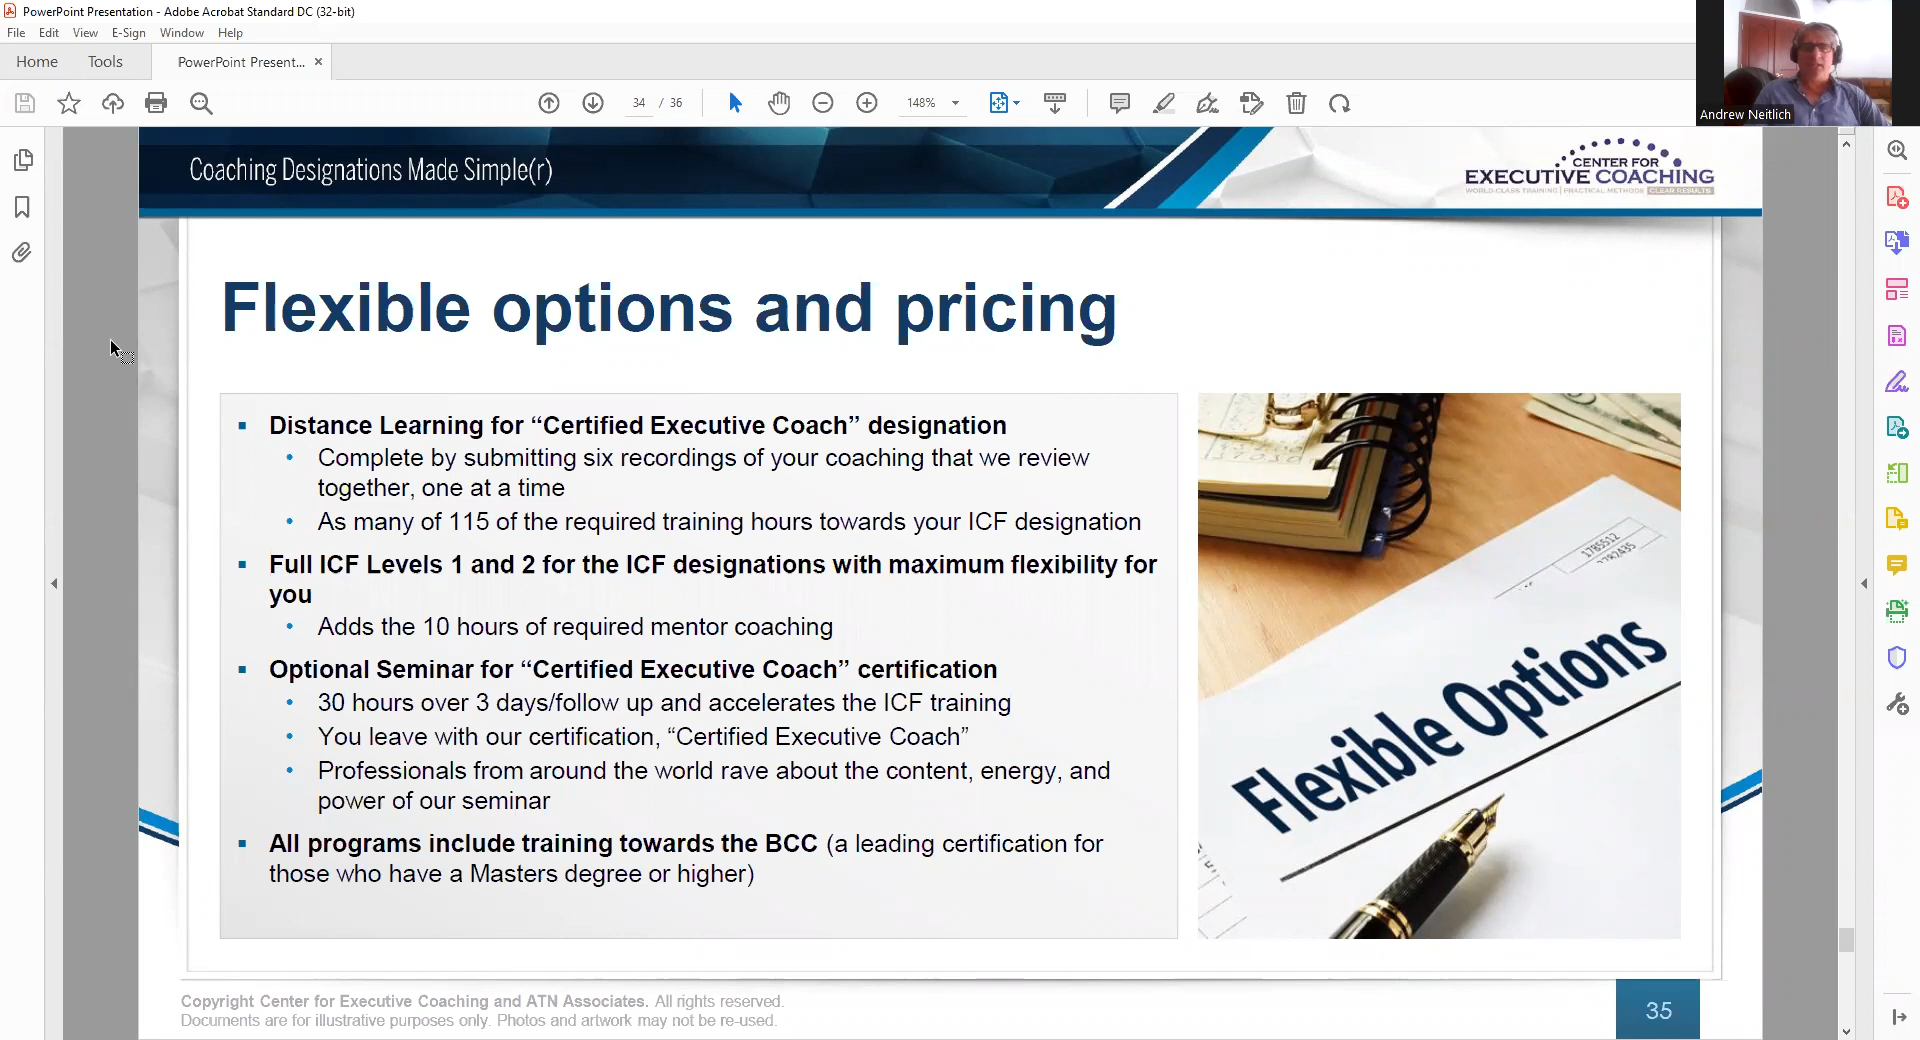 PowerPoint Presentation - Adobe Acrobat Standard DC (32-bit)
File Edit View E-Sign Window Help
Home Tools PowerPoint Present... ×
34 / 36 148%
Andrew Neitlich
Coaching Designations Made Simple(r)
CENTER FOR
EXECUTIVE COACHING
WORLD-CLASS TRAINING | PRACTICAL METHODS | CLEAR RESULTS
Flexible options and pricing
▪ Distance Learning for “Certified Executive Coach” designation
• Complete by submitting six recordings of your coaching that we review
together, one at a time
• As many of 115 of the required training hours towards your ICF designation
▪ Full ICF Levels 1 and 2 for the ICF designations with maximum flexibility for
you
• Adds the 10 hours of required mentor coaching
▪ Optional Seminar for “Certified Executive Coach” certification
• 30 hours over 3 days/follow up and accelerates the ICF training
• You leave with our certification, “Certified Executive Coach”
• Professionals from around the world rave about the content, energy, and
power of our seminar
▪ All programs include training towards the BCC (a leading certification for
those who have a Masters degree or higher)
1785512
Flexible Options
Copyright Center for Executive Coaching and ATN Associates. All rights reserved.
Documents are for illustrative purposes only. Photos and artwork may not be re-used.
35